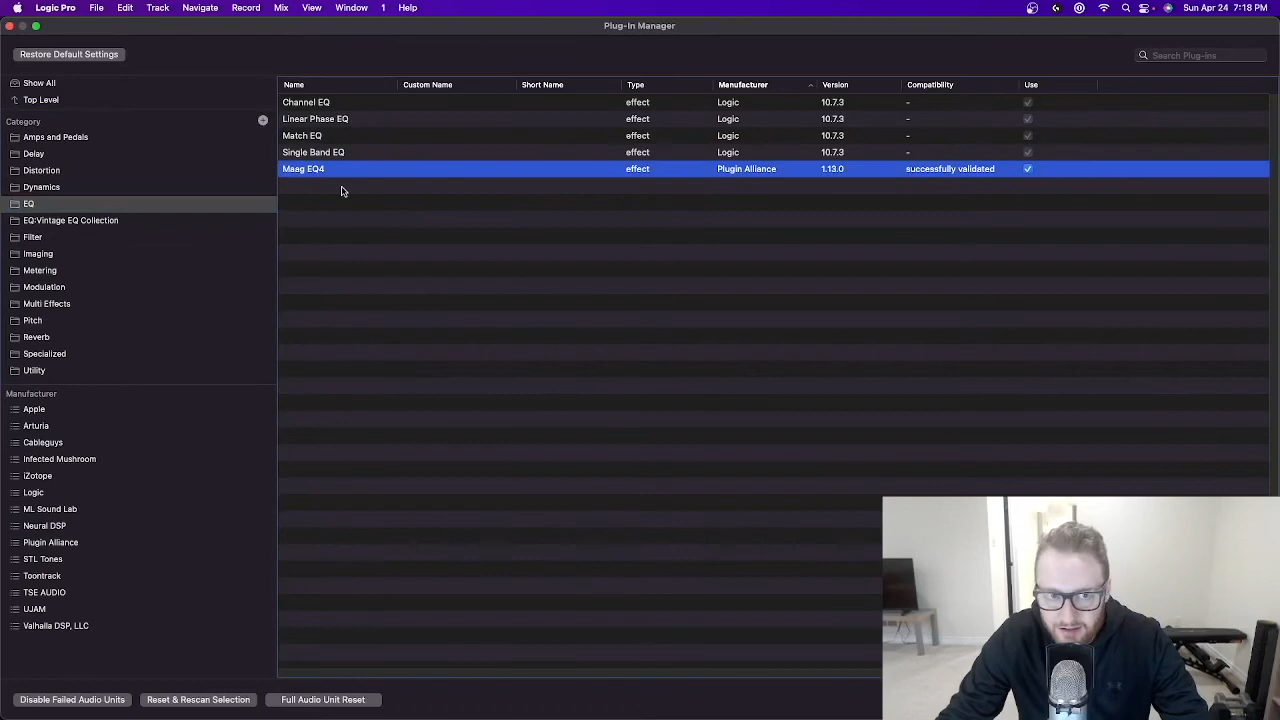 Logic Pro File Edit Track Navigate Record Mix View Window 1 Help Sun Apr 24 7:18 PM
Plug-in Manager
Restore Default Settings
Search Plug-ins
Show All
Top Level
Category
Amps and Pedals
Delay
Distortion
Dynamics
EQ
EQ:Vintage EQ Collection
Filter
Imaging
Metering
Modulation
Multi Effects
Pitch
Reverb
Specialized
Utility
Manufacturer
Apple
Arturia
Cableguys
Infected Mushroom
iZotope
Logic
ML Sound Lab
Neural DSP
Plugin Alliance
STL Tones
Toontrack
TSE AUDIO
UJAM
Valhalla DSP, LLC
Name Custom Name Short Name Type Manufacturer Version Compatibility Use
Channel EQ effect Logic 10.7.3 -
Linear Phase EQ effect Logic 10.7.3 -
Match EQ effect Logic 10.7.3 -
Single Band EQ effect Logic 10.7.3 -
Maag EQ4 effect Plugin Alliance 1.13.0 successfully validated
Disable Failed Audio Units Reset & Rescan Selection Full Audio Unit Reset